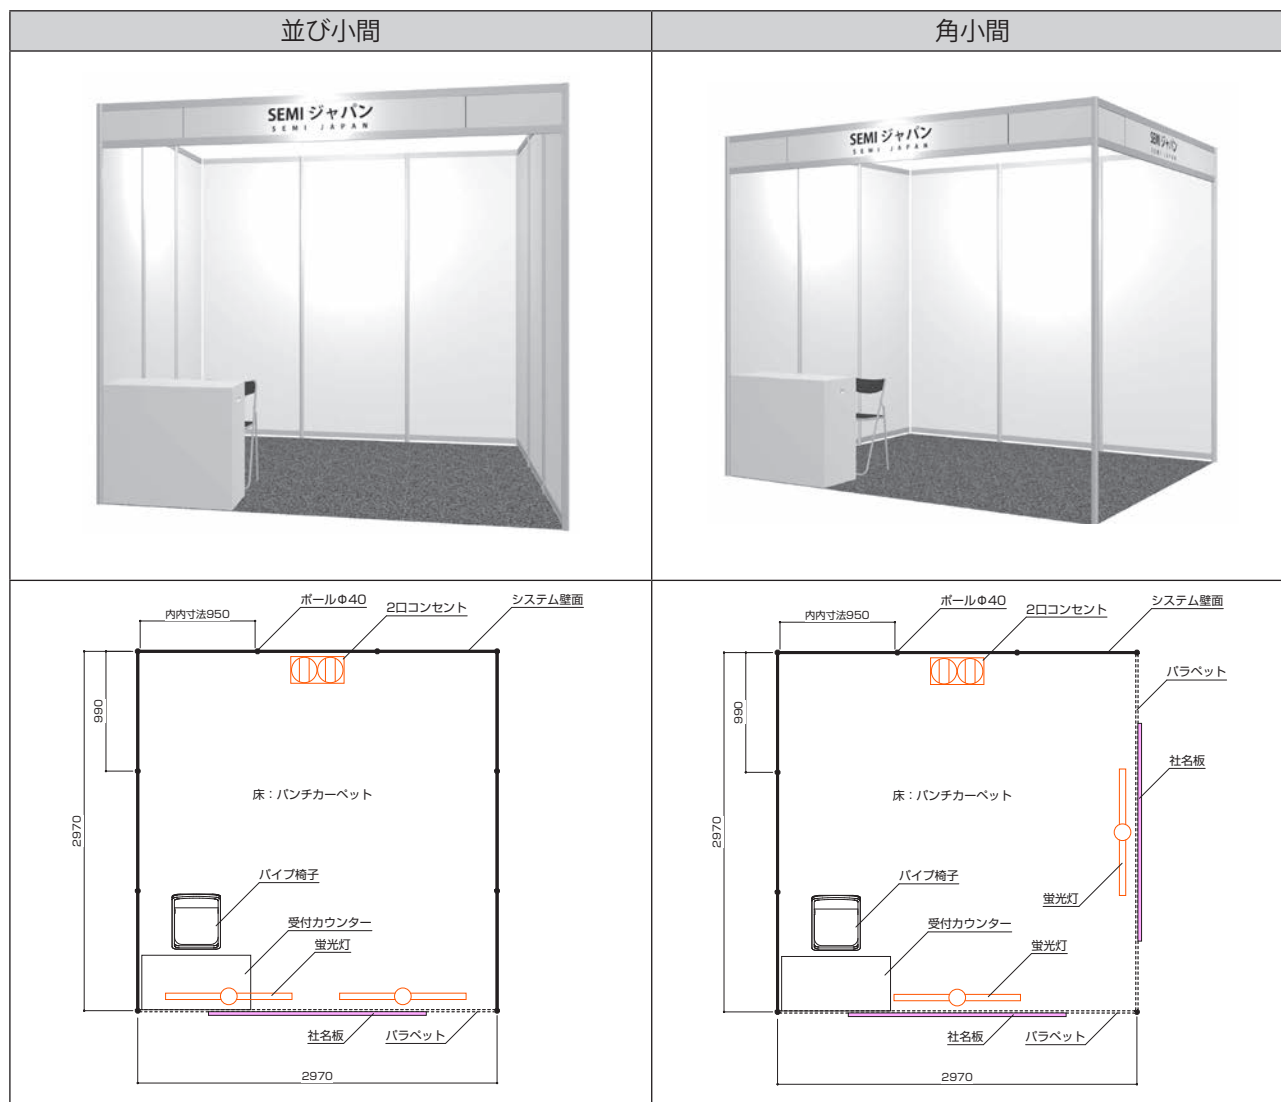 並び小間
角小間
SEMI ジャパン
SEMI JAPAN
SEMI ジャパン
SEMI JAPAN
SEMI ジャパン
SEMI JAPAN
内内寸法950
ポールΦ40
2口コンセント
システム壁面
990
2970
床：パンチカーペット
パイプ椅子
受付カウンター
蛍光灯
社名板
パラペット
2970
内内寸法950
ポールΦ40
2口コンセント
システム壁面
パラペット
990
社名板
2970
床：パンチカーペット
パイプ椅子
蛍光灯
受付カウンター
蛍光灯
社名板
パラペット
2970